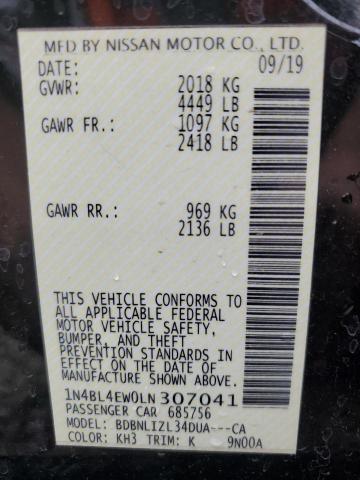 MFD BY NISSAN MOTOR CO., LTD.
DATE: 09/19
GVWR: 2018 KG
4449 LB
GAWR FR.: 1097 KG
2418 LB
GAWR RR.: 969 KG
2136 LB
THIS VEHICLE CONFORMS TO
ALL APPLICABLE FEDERAL
MOTOR VEHICLE SAFETY,
BUMPER, AND THEFT
PREVENTION STANDARDS IN
EFFECT ON THE DATE OF
MANUFACTURE SHOWN ABOVE.
1N4BL4EW0LN307041
PASSENGER CAR 685756
MODEL: BDBNLIZL34DUA---CA
COLOR: KH3 TRIM: K 9N00A